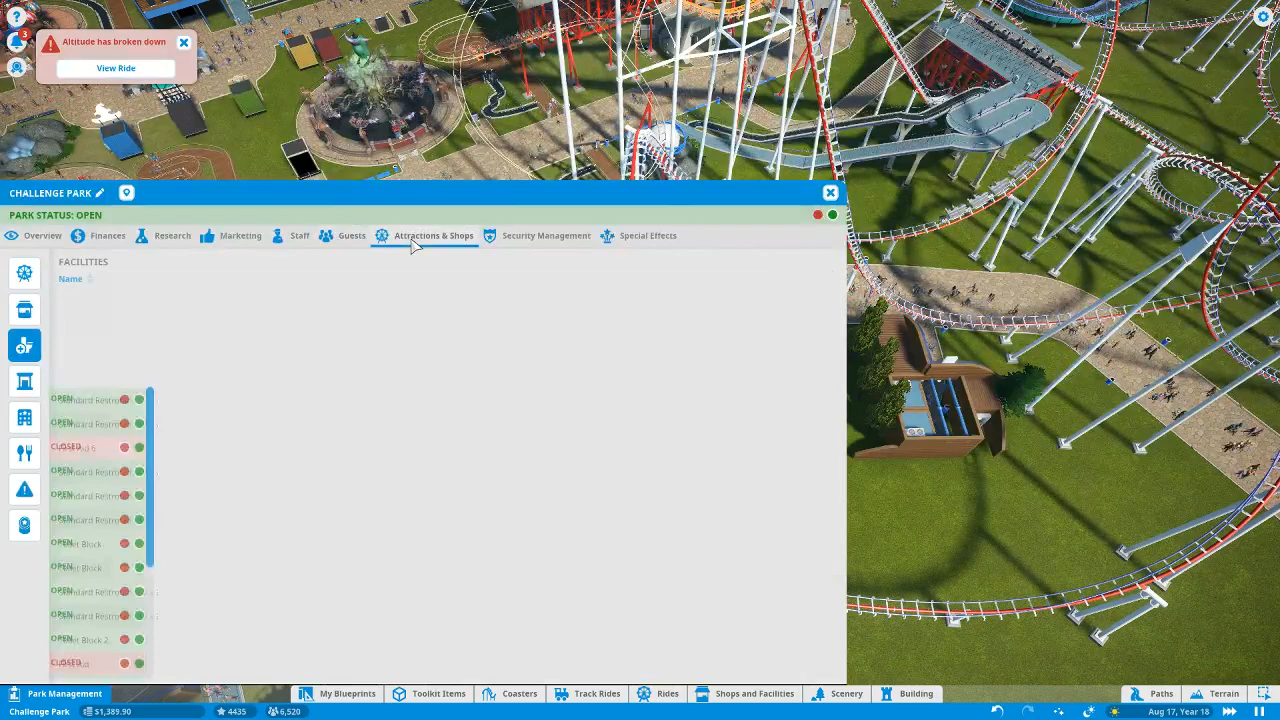 ?
3
Altitude has broken down
View Ride
CHALLENGE PARK
PARK STATUS: OPEN
Overview Finances Research Marketing Staff Guests Attractions & Shops Security Management Special Effects
FACILITIES
Name
OPEN
OPEN
CLOSED
OPEN
OPEN
OPEN
OPEN
OPEN
OPEN
OPEN
OPEN
CLOSED
Park Management My Blueprints Toolkit Items Coasters Track Rides Rides Shops and Facilities Scenery Building Paths Terrain
Challenge Park $1,389.90 4435 6,520 Aug 17, Year 18